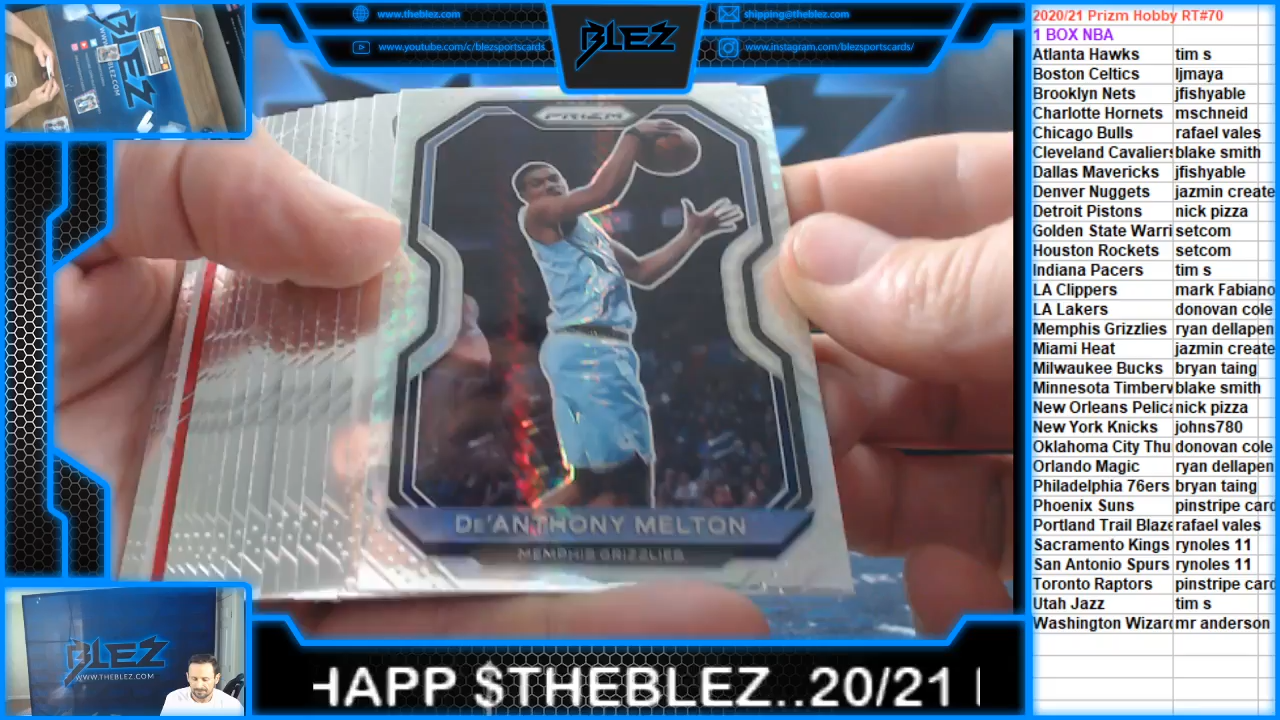 www.theblez.com
shipping@theblez.com
www.youtube.com/c/blezsportscards
www.instagram.com/blezsportscards/
BLEZ
PRIZM
DE'ANTHONY MELTON
MEMPHIS GRIZZLIES
BLEZ
WWW.THEBLEZ.COM
HAPP $THEBLEZ..20/21
2020/21 Prizm Hobby RT#70
1 BOX NBA
Atlanta Hawks tim s
Boston Celtics ljmaya
Brooklyn Nets jfishyable
Charlotte Hornets mschneid
Chicago Bulls rafael vales
Cleveland Cavaliers blake smith
Dallas Mavericks jfishyable
Denver Nuggets jazmin create
Detroit Pistons nick pizza
Golden State Warri setcom
Houston Rockets setcom
Indiana Pacers tim s
LA Clippers mark Fabiano
LA Lakers donovan cole
Memphis Grizzlies ryan dellapen
Miami Heat jazmin create
Milwaukee Bucks bryan taing
Minnesota Timberv blake smith
New Orleans Pelica nick pizza
New York Knicks johns780
Oklahoma City Thu donovan cole
Orlando Magic ryan dellapen
Philadelphia 76ers bryan taing
Phoenix Suns pinstripe card
Portland Trail Blaze rafael vales
Sacramento Kings rynoles 11
San Antonio Spurs rynoles 11
Toronto Raptors pinstripe card
Utah Jazz tim s
Washington Wizard mr anderson